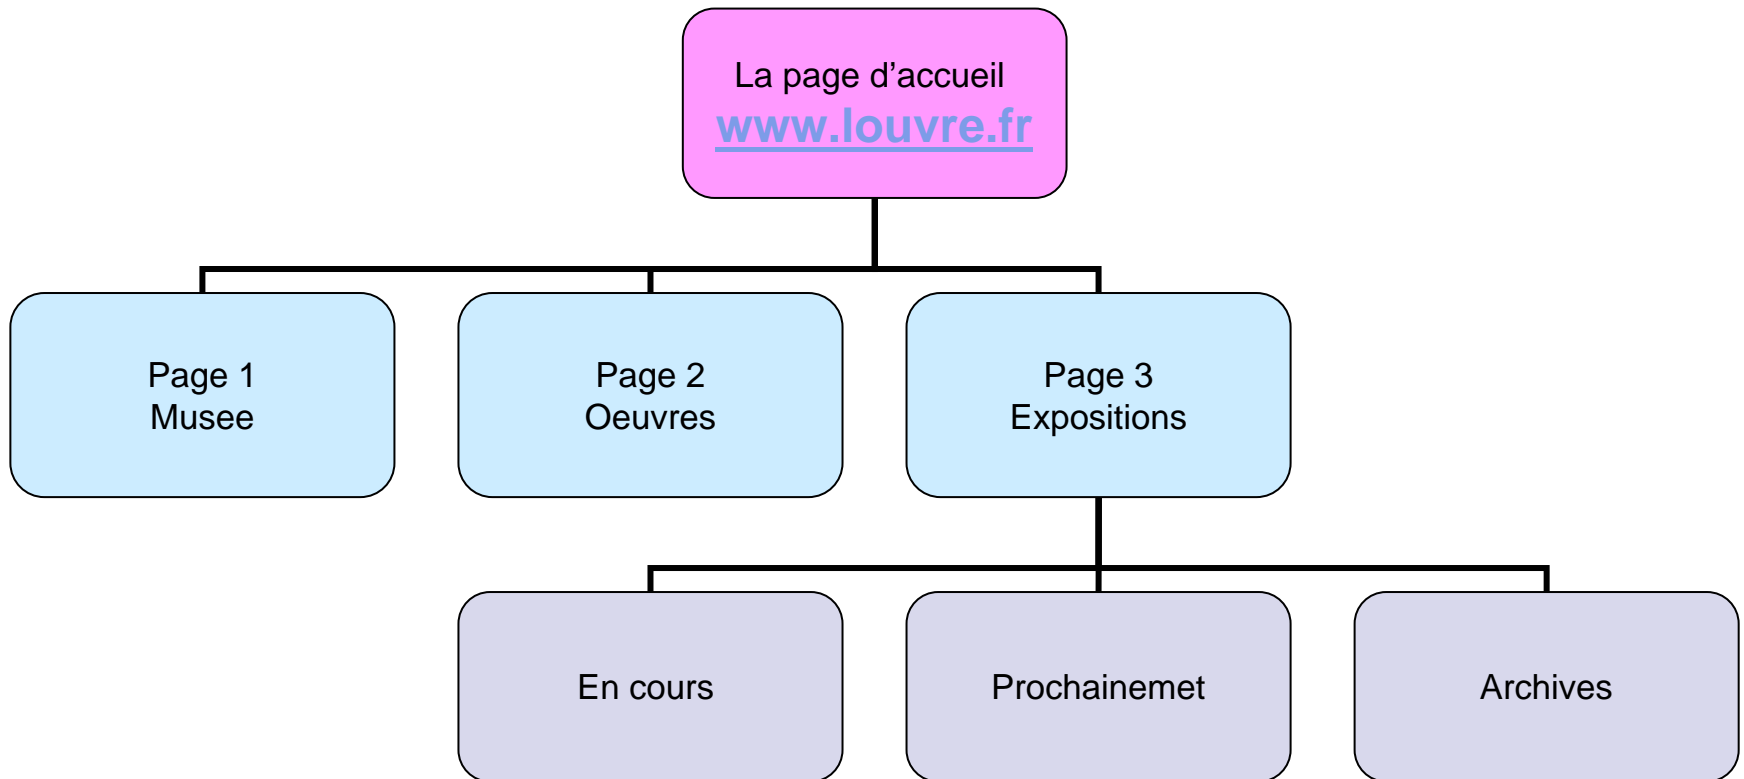 La page d’accueil
www.louvre.fr
Page 1
Musee
Page 2
Oeuvres
Page 3
Expositions
En cours
Prochainemet
Archives